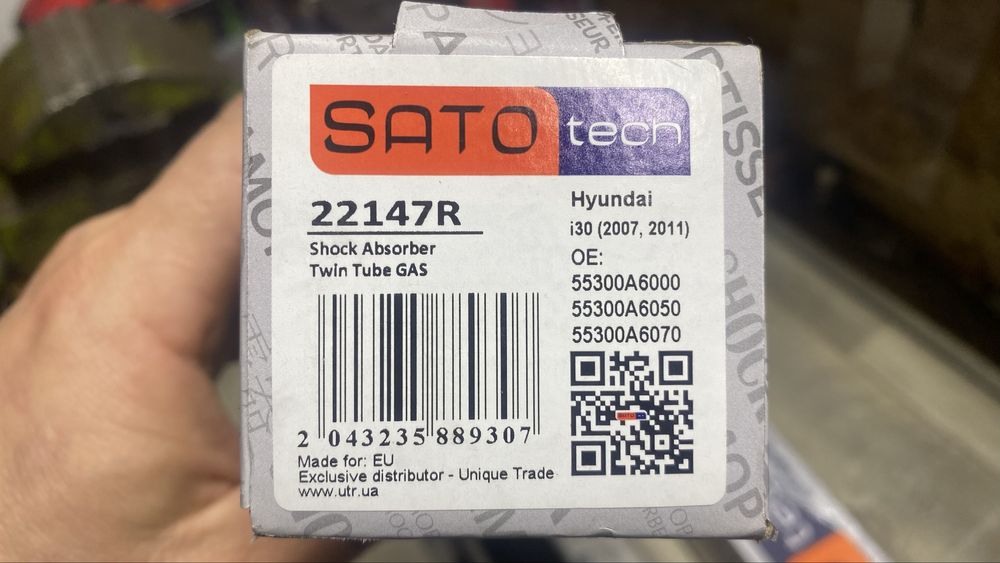 SATO tech
22147R
Shock Absorber
Twin Tube GAS
Hyundai
i30 (2007, 2011)
OE:
55300A6000
55300A6050
55300A6070
2 043235 889307
Made for: EU
Exclusive distributor - Unique Trade
www.utr.ua